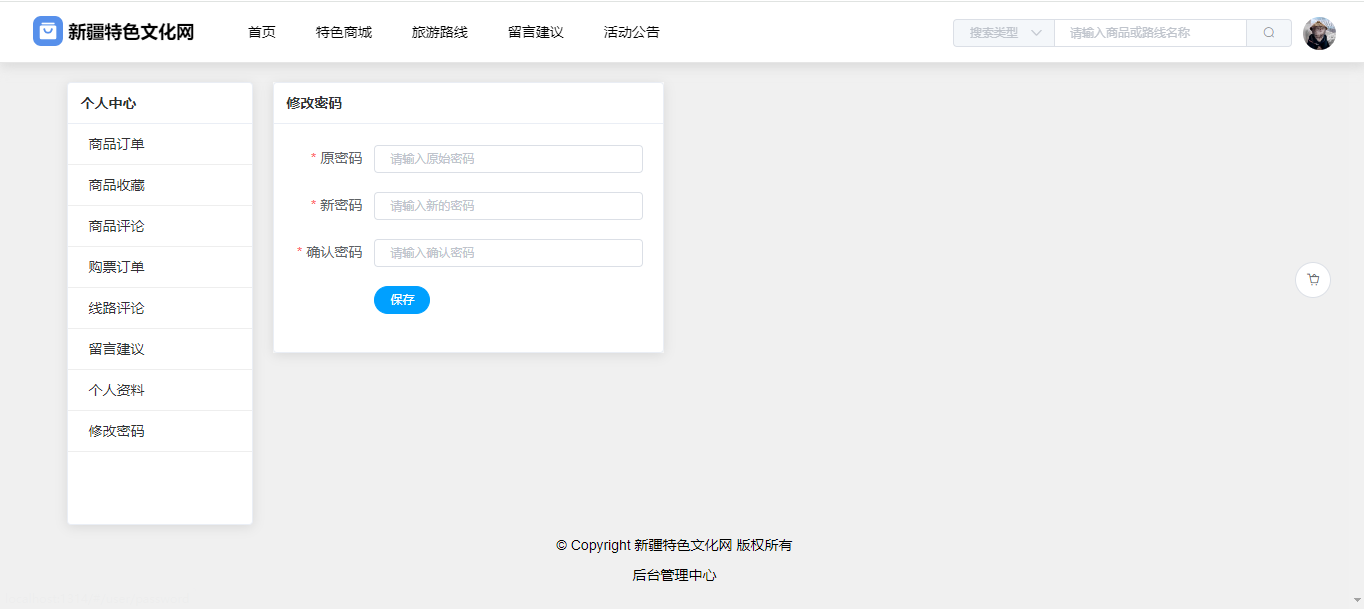 新疆特色文化网 首页 特色商城 旅游路线 留言建议 活动公告 搜索类型 请输入商品或路线名称
个人中心
商品订单
商品收藏
商品评论
购票订单
线路评论
留言建议
个人资料
修改密码
修改密码
* 原密码 请输入原始密码
* 新密码 请输入新的密码
* 确认密码 请输入确认密码
保存
© Copyright 新疆特色文化网 版权所有
后台管理中心